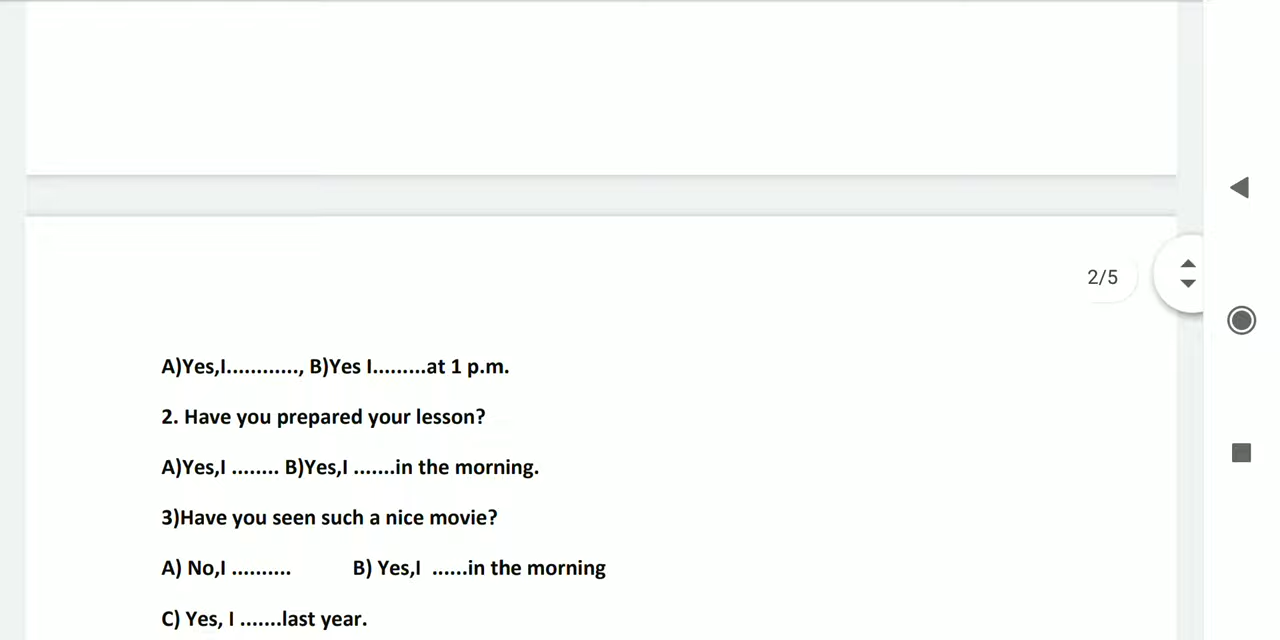 2/5
A)Yes,I............, B)Yes I.........at 1 p.m.
2. Have you prepared your lesson?
A)Yes,I ........ B)Yes,I .......in the morning.
3)Have you seen such a nice movie?
A) No,I .......... B) Yes,I ......in the morning
C) Yes, I .......last year.